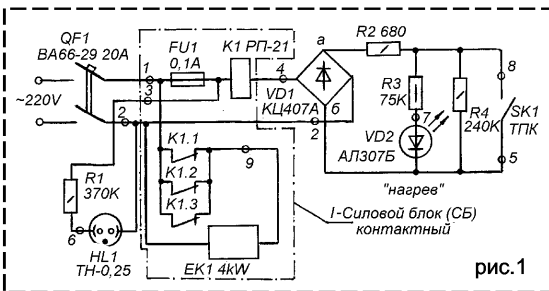 QF1
ВА66-29 20А
~220V
1
3
2
FU1
0,1А
К1 РП-21
4
VD1
КЦ407А
а
б
2
R2 680
R3
75К
7
VD2
АЛ307Б
R4
240К
8
SK1
ТПК
5
"нагрев"
К1.1
К1.2
К1.3
9
R1
370К
6
HL1
ТН-0,25
ЕК1 4kW
I-Силовой блок (СБ)
контактный
рис.1